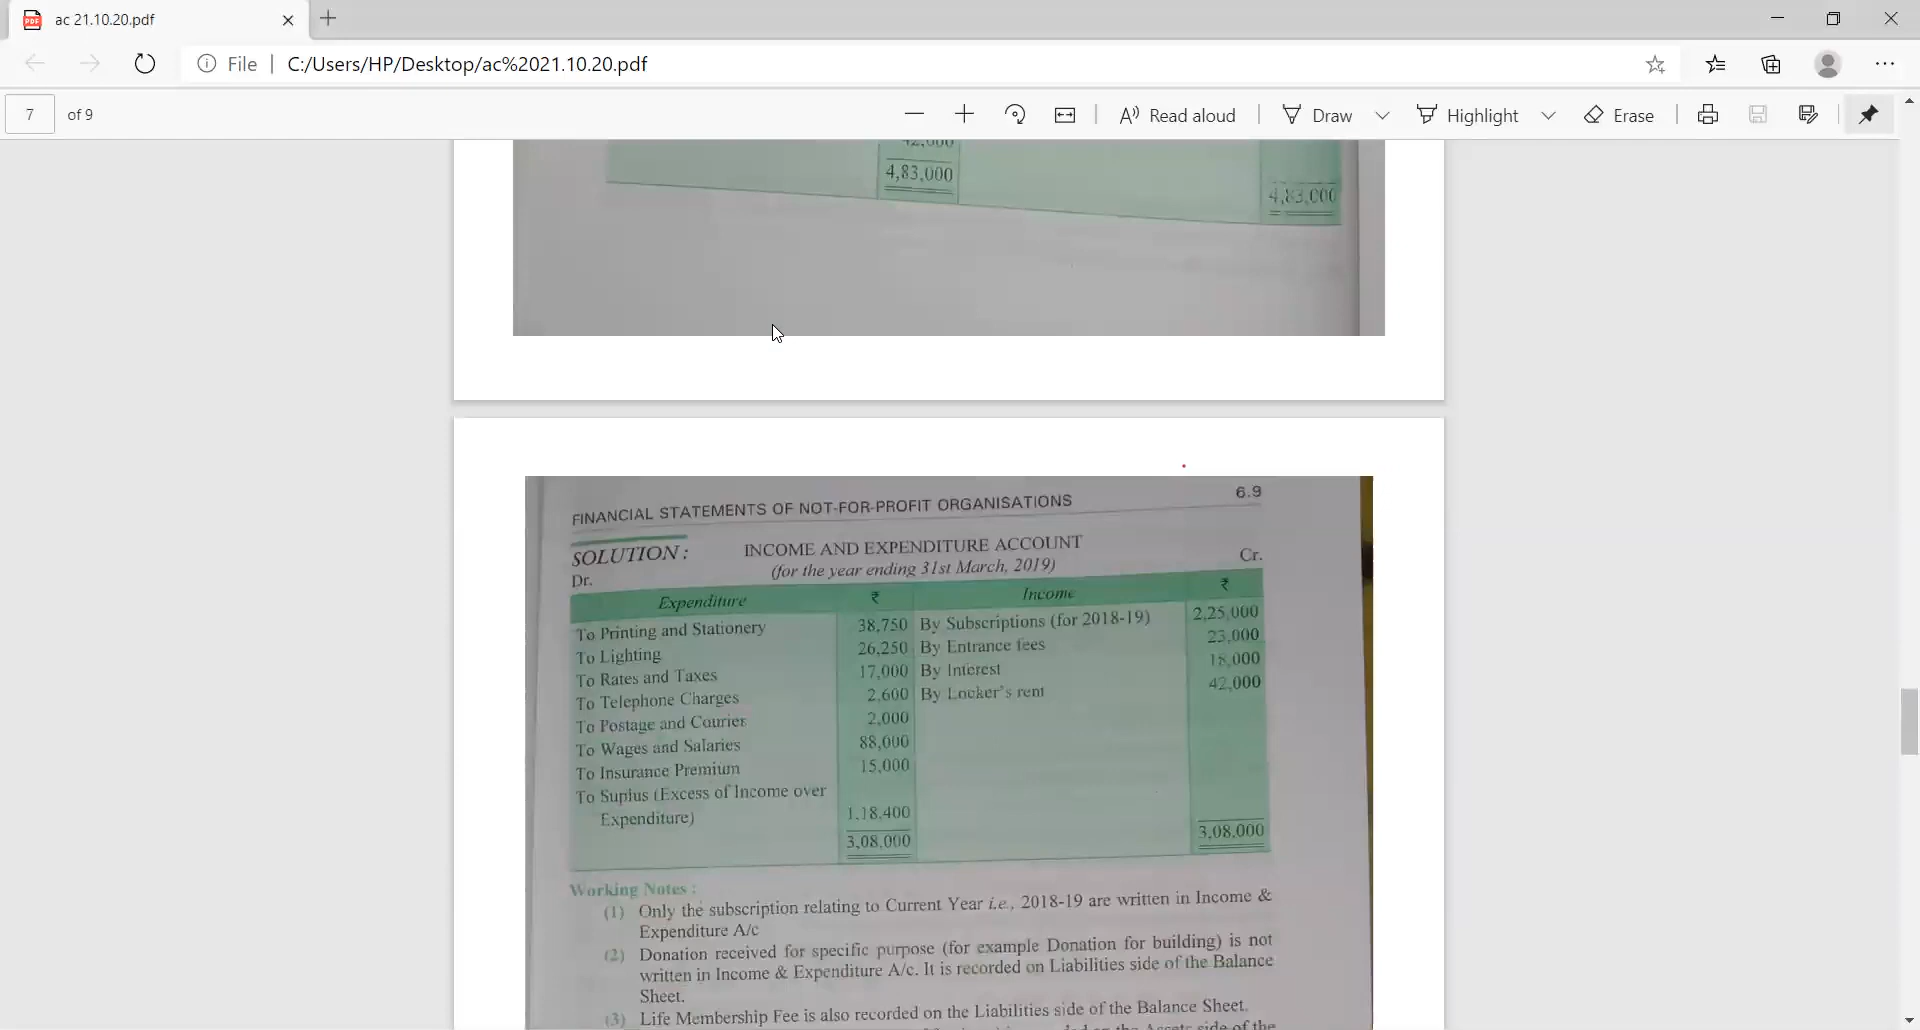 ac 21.10.20.pdf
File | C:/Users/HP/Desktop/ac%2021.10.20.pdf
7 of 9
Read aloud Draw Highlight Erase
4,83,000
4,83,000
FINANCIAL STATEMENTS OF NOT-FOR-PROFIT ORGANISATIONS 6.9
SOLUTION : INCOME AND EXPENDITURE ACCOUNT
Dr. (for the year ending 31st March, 2019) Cr.
Expenditure ₹ Income ₹
To Printing and Stationery 38,750 By Subscriptions (for 2018-19) 2,25,000
To Lighting 26,250 By Entrance fees 23,000
To Rates and Taxes 17,000 By Interest 18,000
To Telephone Charges 2,600 By Locker's rent 42,000
To Postage and Courier 2,000
To Wages and Salaries 88,000
To Insurance Premium 15,000
To Suplus (Excess of Income over
Expenditure) 1,18,400
3,08,000 3,08,000
Working Notes :
(1) Only the subscription relating to Current Year i.e., 2018-19 are written in Income &
Expenditure A/c
(2) Donation received for specific purpose (for example Donation for building) is not
written in Income & Expenditure A/c. It is recorded on Liabilities side of the Balance
Sheet.
(3) Life Membership Fee is also recorded on the Liabilities side of the Balance Sheet.